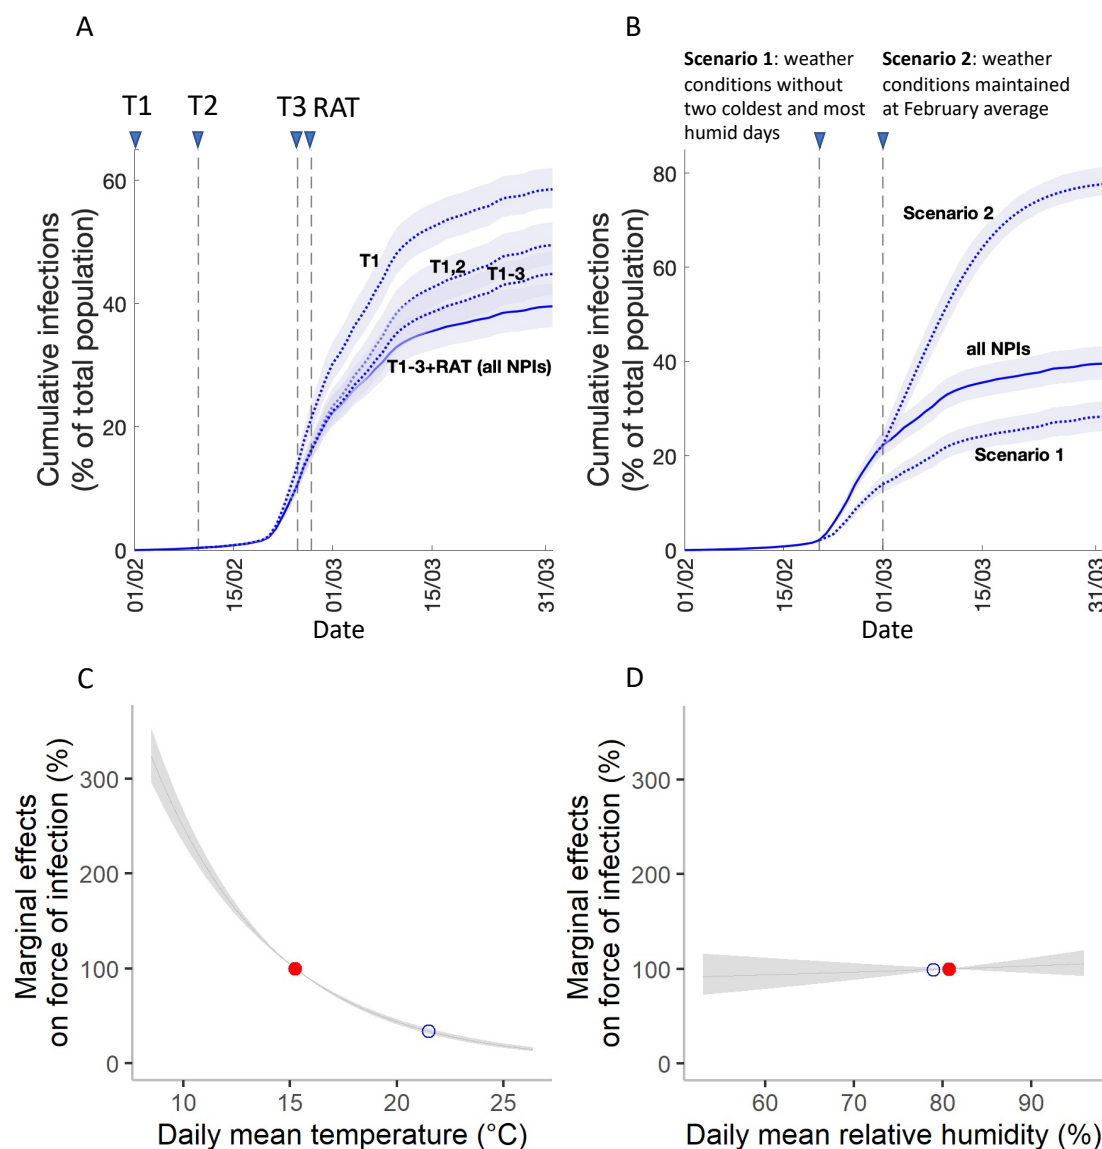 A
T1
T2
T3 RAT
60
40
20
0
Cumulative infections
(% of total population)
T1
T1,2
T1-3
T1-3+RAT (all NPIs)
01/02
15/02
01/03
15/03
31/03
Date
B
Scenario 1: weather
conditions without
two coldest and most
humid days
Scenario 2: weather
conditions maintained
at February average
80
60
40
20
0
Cumulative infections
(% of total population)
Scenario 2
all NPIs
Scenario 1
01/02
15/02
01/03
15/03
31/03
Date
C
300
200
100
0
Marginal effects
on force of infection (%)
10
15
20
25
Daily mean temperature (°C)
D
300
200
100
0
Marginal effects
on force of infection (%)
60
70
80
90
Daily mean relative humidity (%)